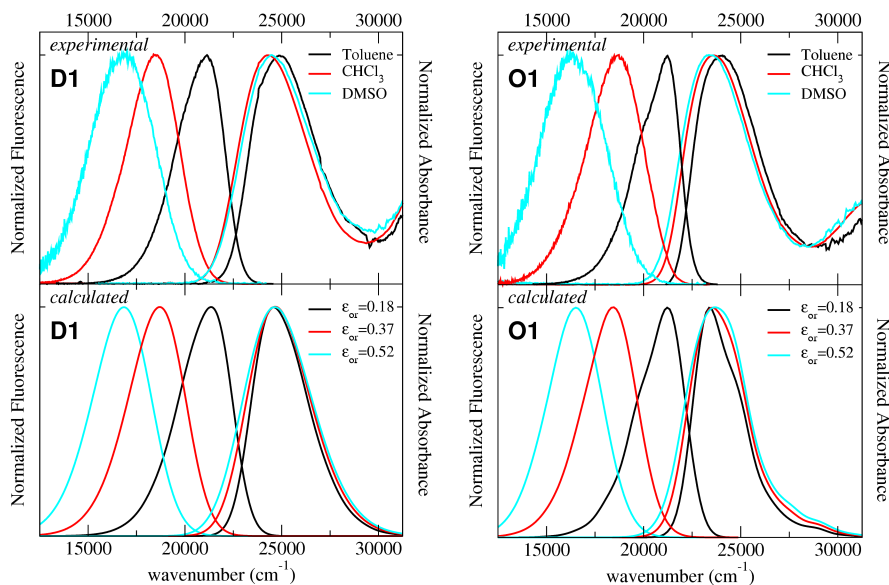 15000 20000 25000 30000
experimental
D1
Toluene
CHCl3
DMSO
Normalized Fluorescence
Normalized Absorbance
calculated
D1
εor=0.18
εor=0.37
εor=0.52
Normalized Fluorescence
Normalized Absorbance
15000 20000 25000 30000
wavenumber (cm-1)
15000 20000 25000 30000
experimental
O1
Toluene
CHCl3
DMSO
Normalized Fluorescence
Normalized Absorbance
calculated
O1
εor=0.18
εor=0.37
εor=0.52
Normalized Fluorescence
Normalized Absorbance
15000 20000 25000 30000
wavenumber (cm-1)